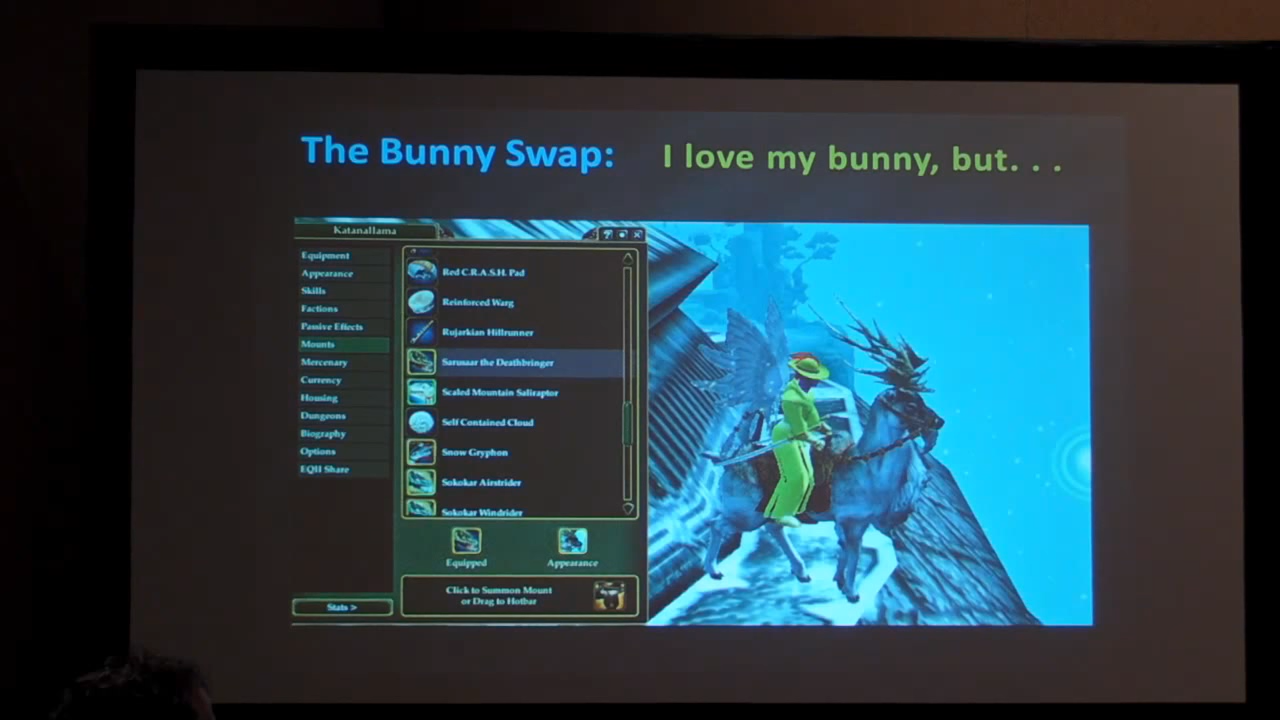 The Bunny Swap: I love my bunny, but. . .
Katanallama
Equipment
Appearance
Skills
Factions
Passive Effects
Mounts
Mercenary
Currency
Housing
Dungeons
Biography
Options
EQII Share
Stats >
Red C.R.A.S.H. Pad
Reinforced Warg
Rujarkian Hillrunner
Sarusaar the Deathbringer
Scaled Mountain Saliraptor
Self Contained Cloud
Snow Gryphon
Sokokar Airstrider
Sokokar Windrider
Equipped
Appearance
Click to Summon Mount
or Drag to Hotbar